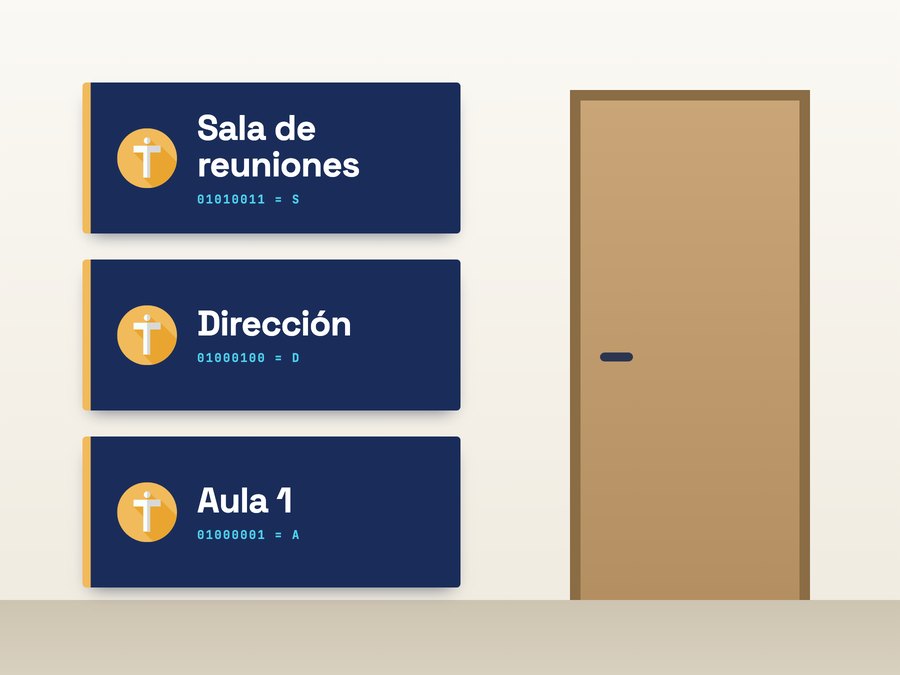 Sala de
reuniones
01010011 = S
Dirección
01000100 = D
Aula 1
01000001 = A